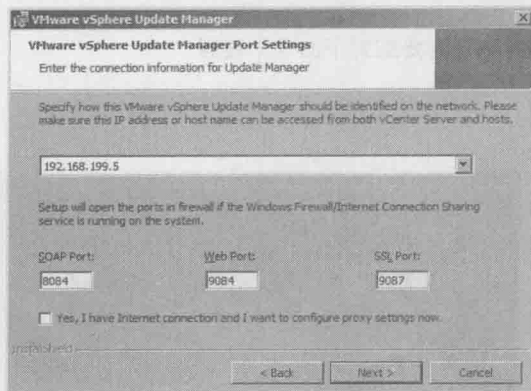 VMware vSphere Update Manager
VMware vSphere Update Manager Port Settings
Enter the connection information for Update Manager
Specify how this VMware vSphere Update Manager should be identified on the network. Please
make sure this IP address or host name can be accessed from both vCenter Server and hosts.
192.168.199.5
Setup will open the ports in firewall if the Windows Firewall/Internet Connection Sharing
service is running on the system.
SOAP Port: Web Port: SSL Port:
8084 9084 9087
Yes, I have Internet connection and I want to configure proxy settings now.
InstallShield
< Back Next > Cancel